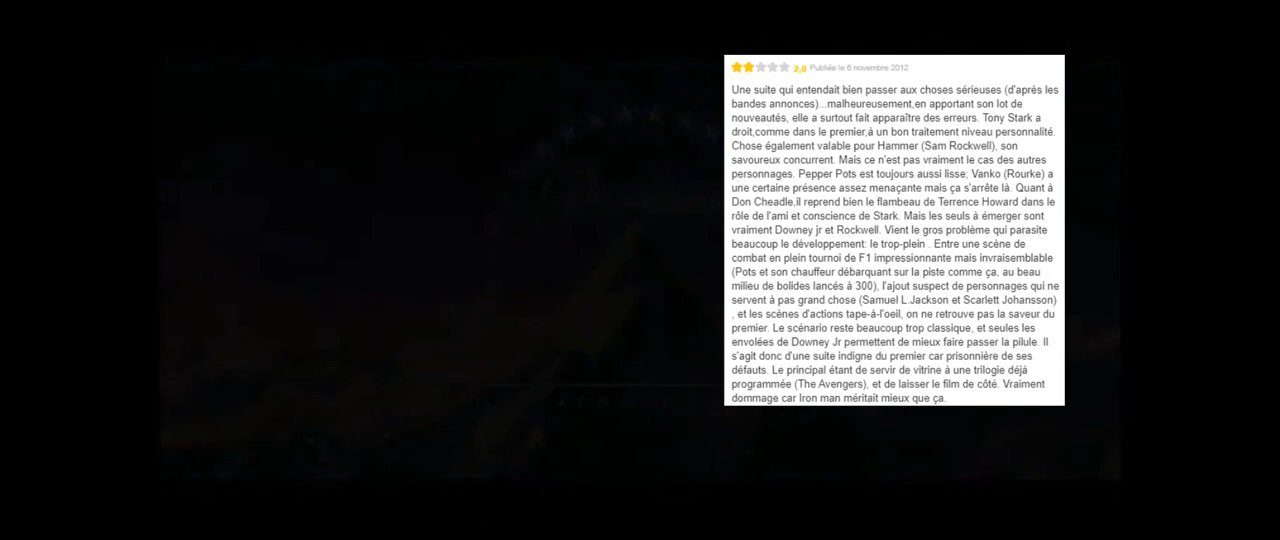 2,0 Publiée le 6 novembre 2012
Une suite qui entendait bien passer aux choses sérieuses (d'après les
bandes annonces)...malheureusement,en apportant son lot de
nouveautés, elle a surtout fait apparaître des erreurs. Tony Stark a
droit,comme dans le premier,à un bon traitement niveau personnalité.
Chose également valable pour Hammer (Sam Rockwell), son
savoureux concurrent. Mais ce n'est pas vraiment le cas des autres
personnages. Pepper Pots est toujours aussi lisse; Vanko (Rourke) a
une certaine présence assez menaçante mais ça s'arrête là. Quant à
Don Cheadle,il reprend bien le flambeau de Terrence Howard dans le
rôle de l'ami et conscience de Stark. Mais les seuls à émerger sont
vraiment Downey jr et Rockwell. Vient le gros problème qui parasite
beaucoup le développement: le trop-plein . Entre une scène de
combat en plein tournoi de F1 impressionnante mais invraisemblable
(Pots et son chauffeur débarquant sur la piste comme ça, au beau
milieu de bolides lancés à 300), l'ajout suspect de personnages qui ne
servent à pas grand chose (Samuel L.Jackson et Scarlett Johansson)
, et les scènes d'actions tape-à-l'oeil, on ne retrouve pas la saveur du
premier. Le scénario reste beaucoup trop classique, et seules les
envolées de Downey Jr permettent de mieux faire passer la pilule. Il
s'agit donc d'une suite indigne du premier car prisonnière de ses
défauts. Le principal étant de servir de vitrine à une trilogie déjà
programmée (The Avengers), et de laisser le film de côté. Vraiment
dommage car Iron man méritait mieux que ça.